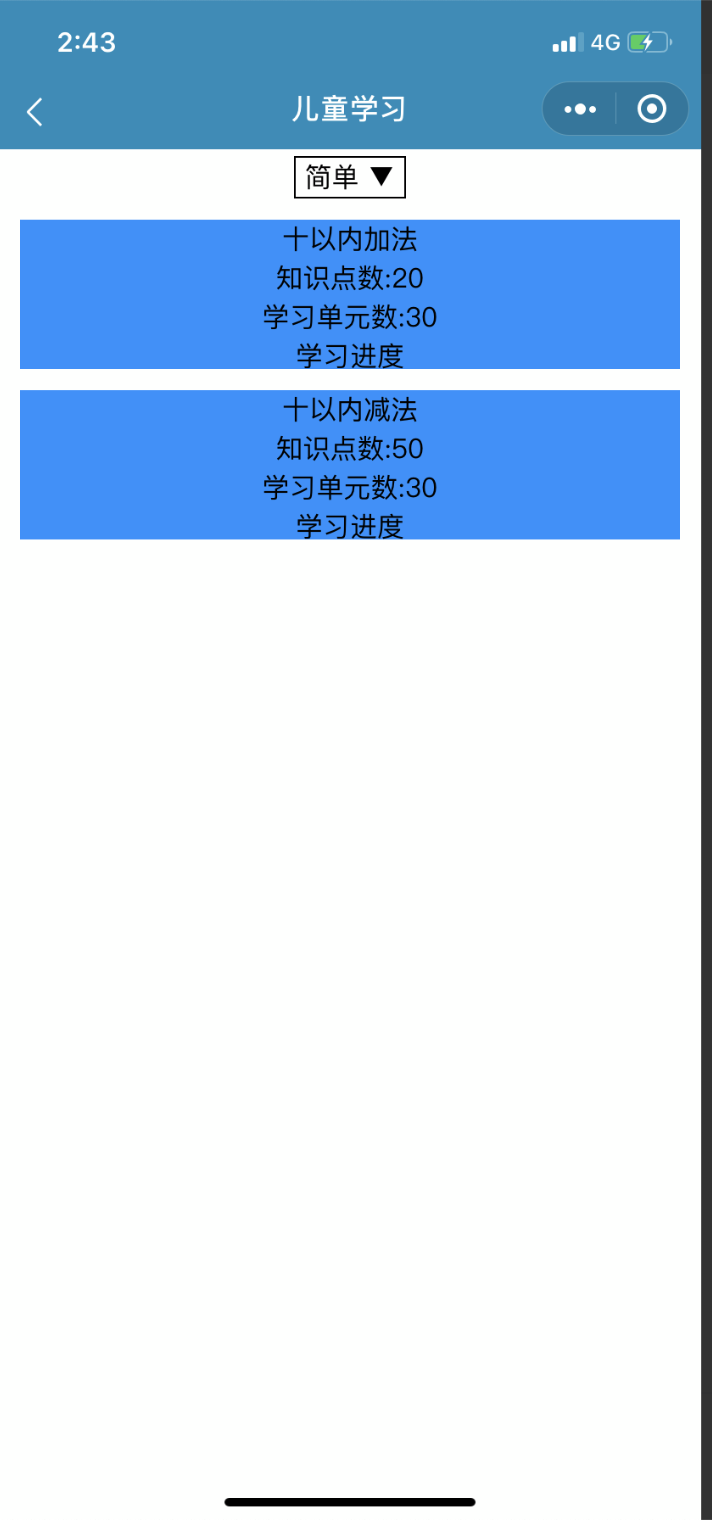 2:43 4G
儿童学习
简单 ▼
十以内加法
知识点数:20
学习单元数:30
学习进度
十以内减法
知识点数:50
学习单元数:30
学习进度